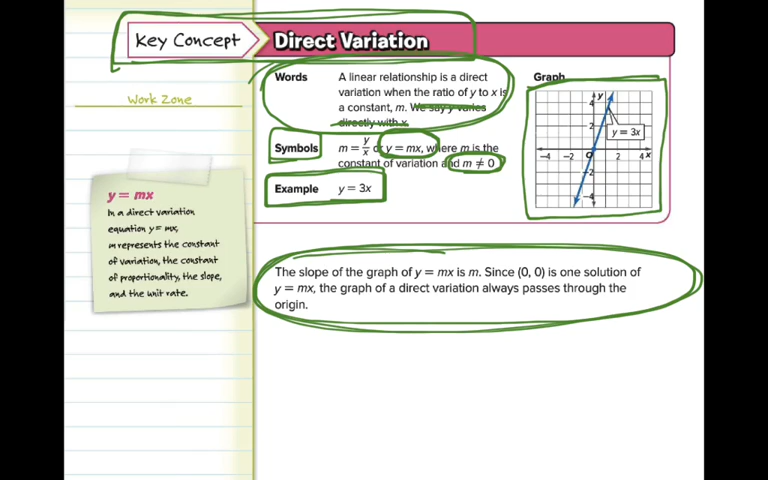 Key Concept Direct Variation
Work Zone
y = mx
In a direct variation
equation y = mx,
m represents the constant
of variation, the constant
of proportionality, the slope,
and the unit rate.
Words
A linear relationship is a direct
variation when the ratio of y to x is
a constant, m. We say y varies
directly with x.
Symbols
m = y/x or y = mx, where m is the
constant of variation and m ≠ 0
Example y = 3x
Graph
y
4
2
y = 3x
-4 -2 O 2 4 x
-2
-4
The slope of the graph of y = mx is m. Since (0, 0) is one solution of
y = mx, the graph of a direct variation always passes through the
origin.